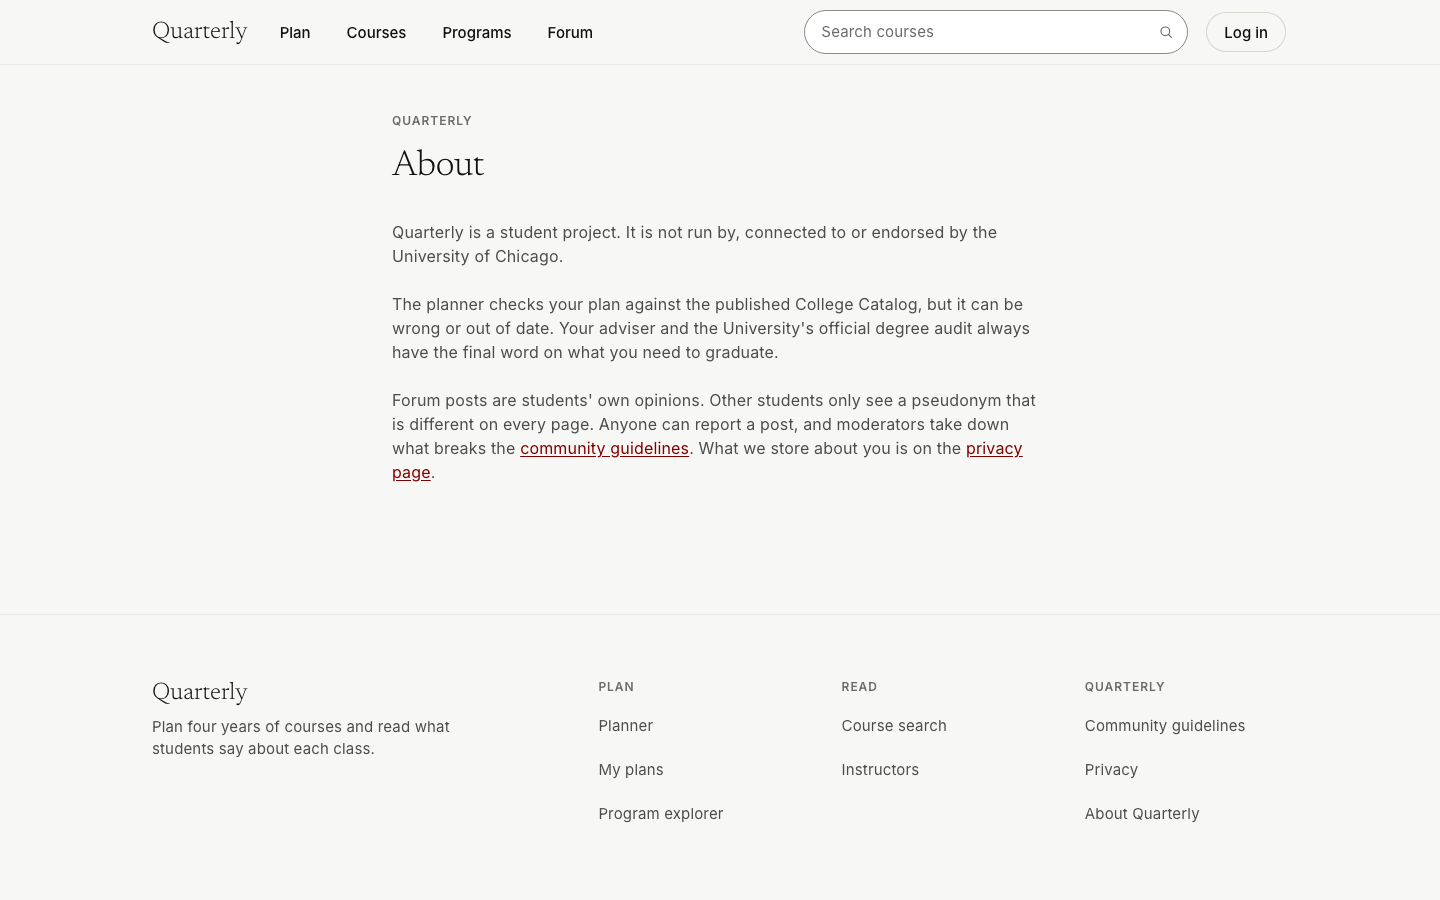 Quarterly Plan Courses Programs Forum Search courses Log in
QUARTERLY
About
Quarterly is a student project. It is not run by, connected to or endorsed by the
University of Chicago.
The planner checks your plan against the published College Catalog, but it can be
wrong or out of date. Your adviser and the University's official degree audit always
have the final word on what you need to graduate.
Forum posts are students' own opinions. Other students only see a pseudonym that
is different on every page. Anyone can report a post, and moderators take down
what breaks the community guidelines. What we store about you is on the privacy
page.
Quarterly
Plan four years of courses and read what
students say about each class.
PLAN
Planner
My plans
Program explorer
READ
Course search
Instructors
QUARTERLY
Community guidelines
Privacy
About Quarterly